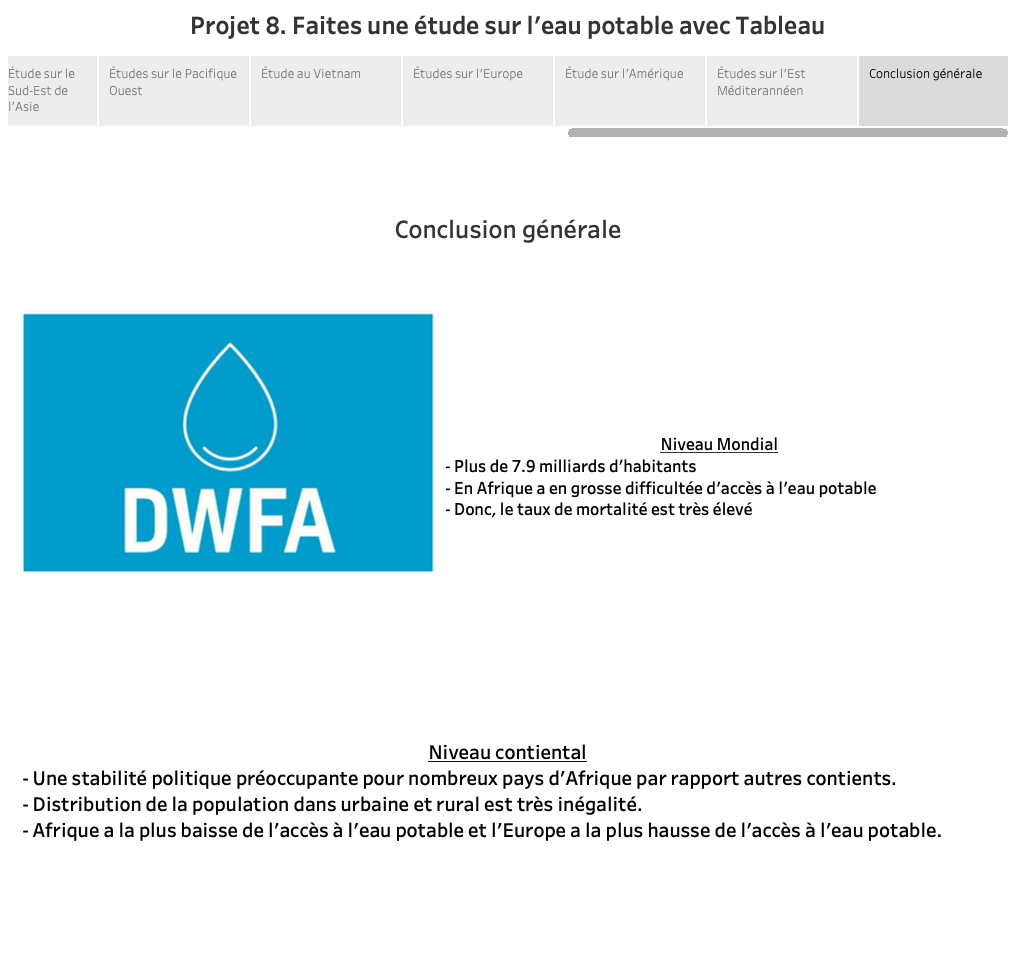 Projet 8. Faites une étude sur l'eau potable avec Tableau
Étude sur le
Sud-Est de
l'Asie
Études sur le Pacifique
Ouest
Étude au Vietnam
Études sur l'Europe
Étude sur l'Amérique
Études sur l'Est
Méditerannéen
Conclusion générale
Conclusion générale
DWFA
Niveau Mondial
- Plus de 7.9 milliards d'habitants
- En Afrique a en grosse difficultée d'accès à l'eau potable
- Donc, le taux de mortalité est très élevé
Niveau contiental
- Une stabilité politique préoccupante pour nombreux pays d'Afrique par rapport autres contients.
- Distribution de la population dans urbaine et rural est très inégalité.
- Afrique a la plus baisse de l'accès à l'eau potable et l'Europe a la plus hausse de l'accès à l'eau potable.